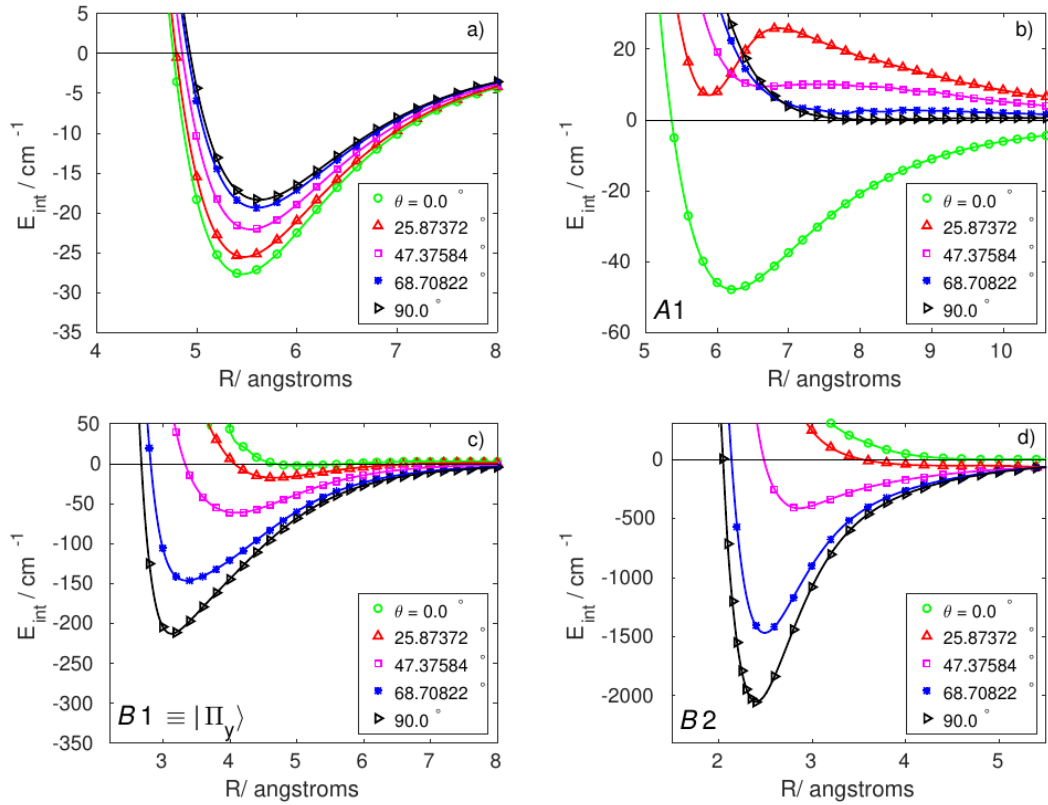 a)
E_int / cm^-1
5
0
-5
-10
-15
-20
-25
-30
-35
θ = 0.0 °
25.87372 °
47.37584 °
68.70822 °
90.0 °
4 5 6 7 8
R/ angstroms
b)
E_int / cm^-1
20
0
-20
-40
-60
θ = 0.0 °
25.87372 °
47.37584 °
68.70822 °
90.0 °
A1
5 6 7 8 9 10
R/ angstroms
c)
E_int / cm^-1
50
0
-50
-100
-150
-200
-250
-300
-350
θ = 0.0 °
25.87372 °
47.37584 °
68.70822 °
90.0 °
B1 ≡ |Π_y⟩
3 4 5 6 7 8
R/ angstroms
d)
E_int / cm^-1
0
-500
-1000
-1500
-2000
θ = 0.0 °
25.87372 °
47.37584 °
68.70822 °
90.0 °
B2
2 3 4 5
R/ angstroms